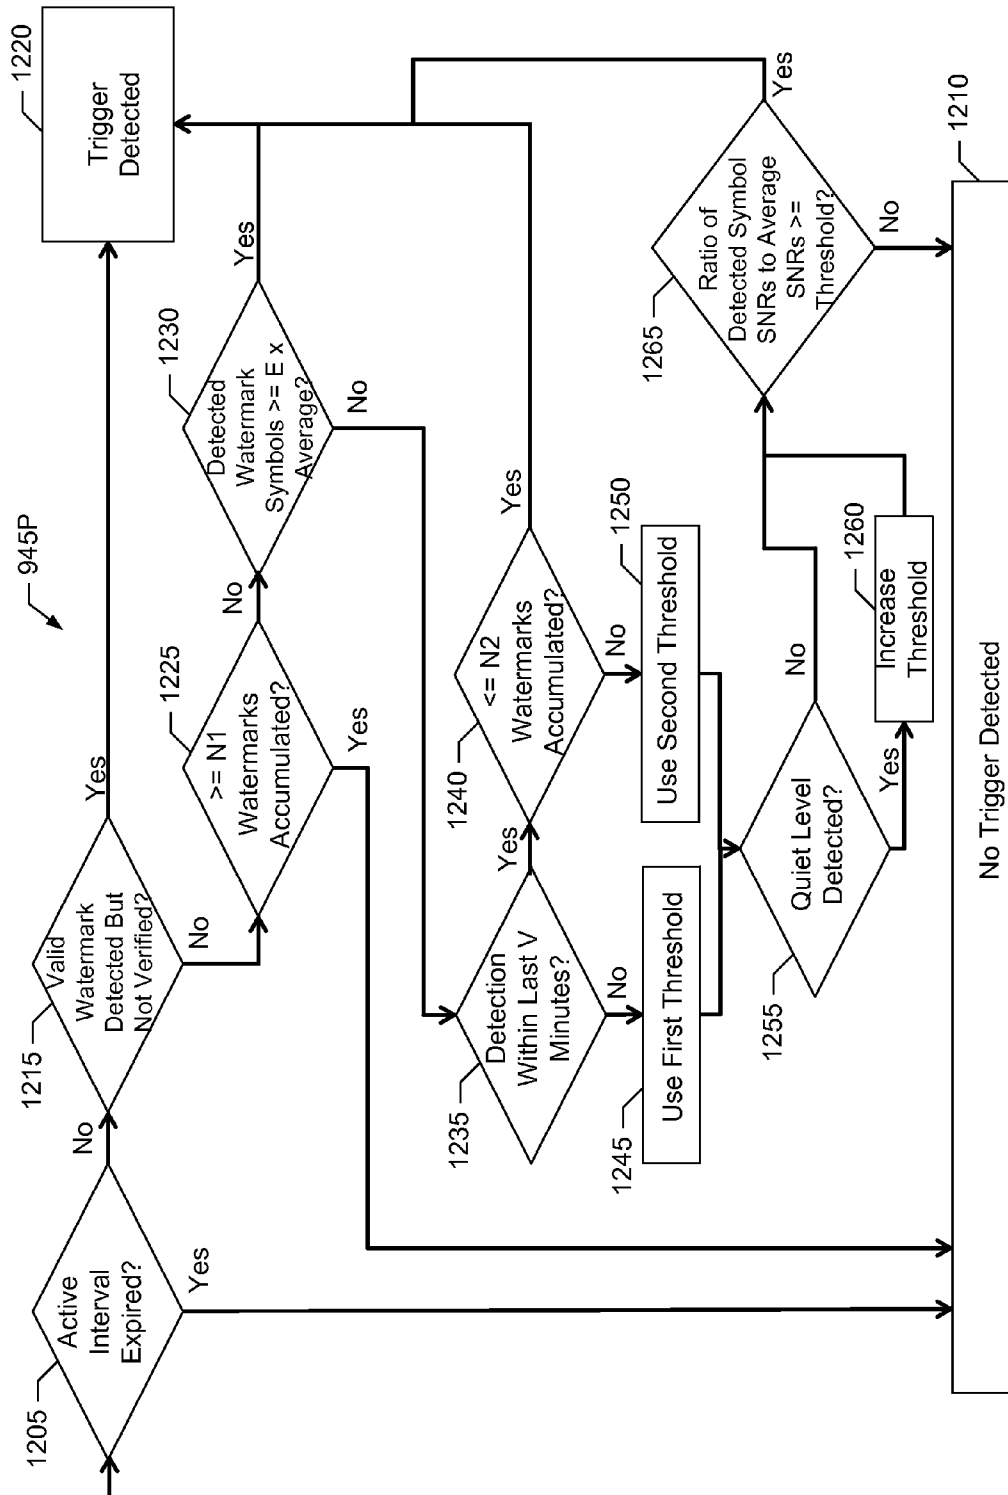 945P
1205
Active
Interval
Expired?
No
Yes
1215
Valid
Watermark
Detected But
Not Verified?
Yes
No
1220
Trigger
Detected
1225
>= N1
Watermarks
Accumulated?
No
Yes
1230
Detected
Watermark
Symbols >= E x
Average?
Yes
No
1235
Detection
Within Last V
Minutes?
Yes
No
1240
<= N2
Watermarks
Accumulated?
Yes
No
1245
Use First Threshold
1250
Use Second Threshold
1255
Quiet Level
Detected?
No
Yes
1260
Increase
Threshold
1265
Ratio of
Detected Symbol
SNRs to Average
SNRs >=
Threshold?
Yes
No
1210
No Trigger Detected